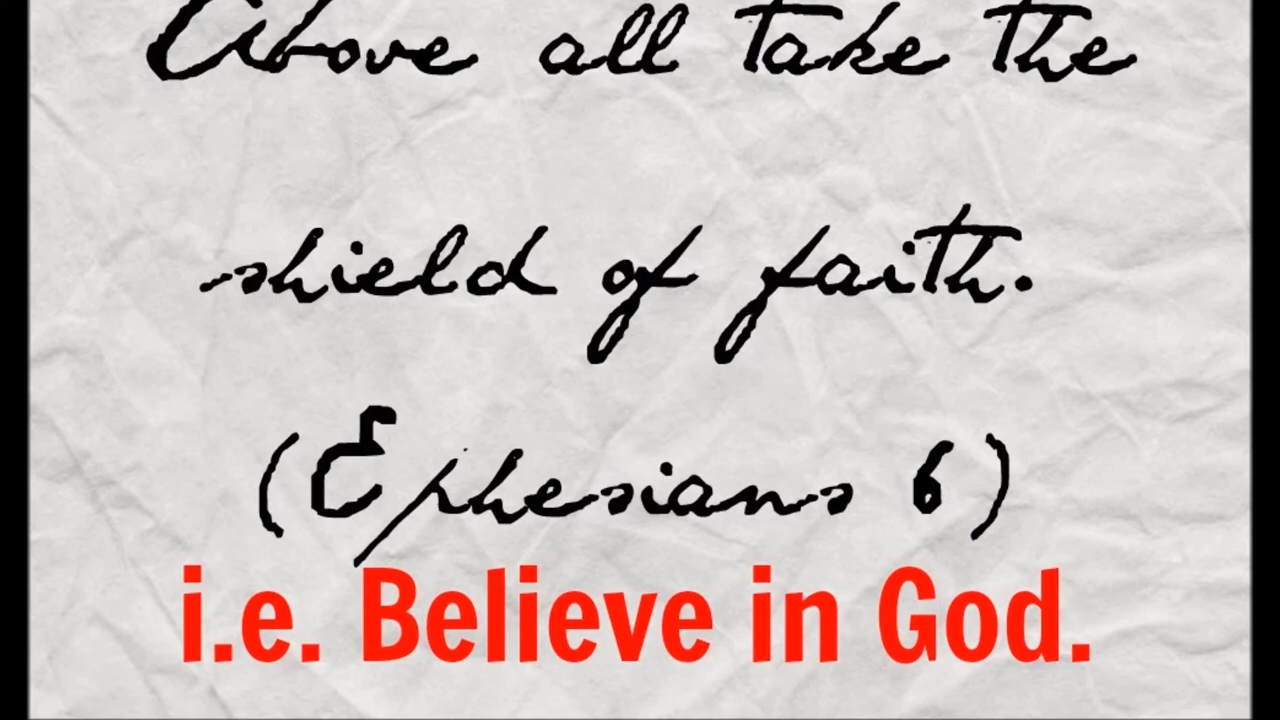 Above all take the
shield of faith.
(Ephesians 6)
i.e. Believe in God.